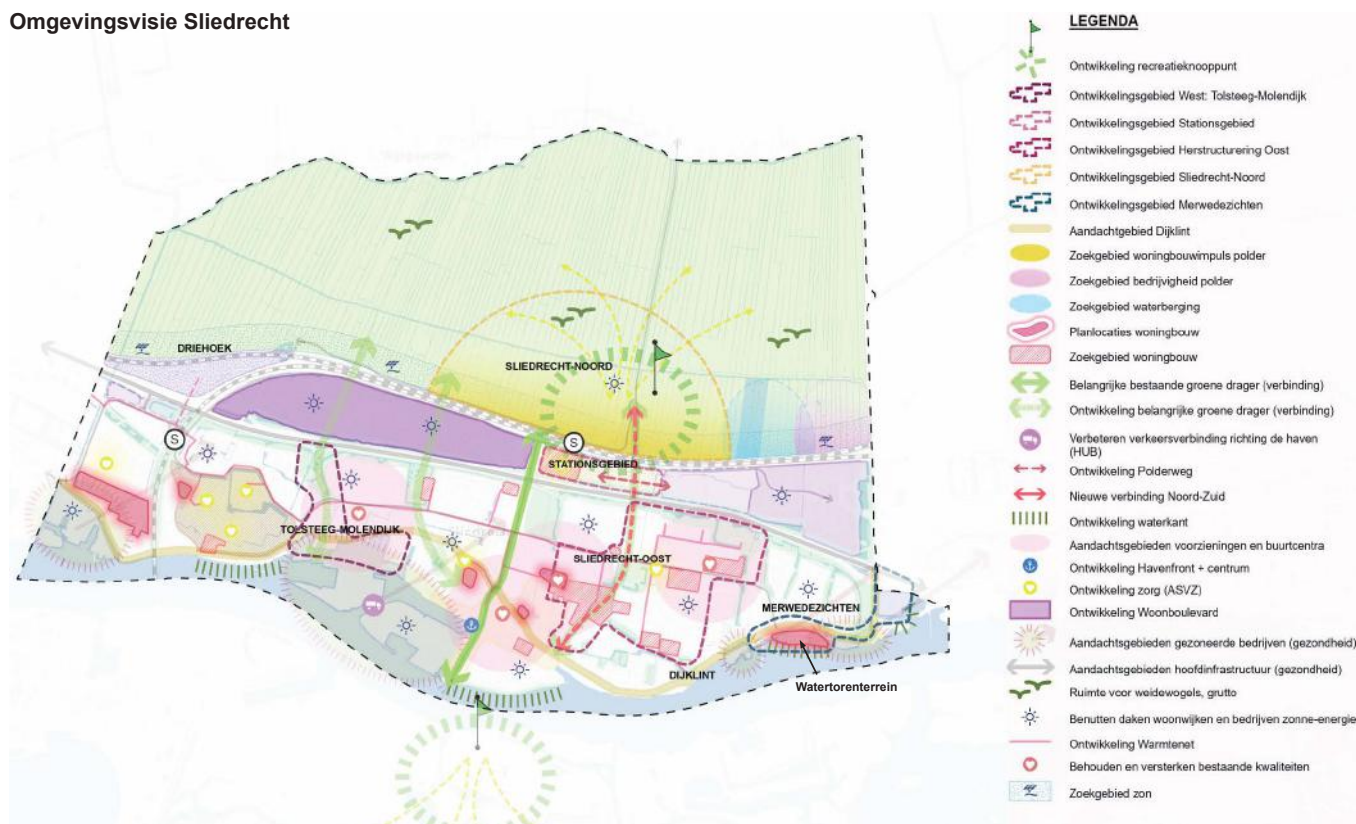 Omgevingsvisie Sliedrecht
LEGENDA
Ontwikkeling recreatieknooppunt
Ontwikkelingsgebied West: Tolsteeg-Molendijk
Ontwikkelingsgebied Stationsgebied
Ontwikkelingsgebied Herstructurering Oost
Ontwikkelingsgebied Sliedrecht-Noord
Ontwikkelingsgebied Merwedezichten
Aandachtgebied Dijklint
Zoekgebied woningbouwimpuls polder
Zoekgebied bedrijvigheid polder
Zoekgebied waterberging
Planlocaties woningbouw
Zoekgebied woningbouw
Belangrijke bestaande groene drager (verbinding)
Ontwikkeling belangrijke groene drager (verbinding)
Verbeteren verkeersverbinding richting de haven
(HUB)
Ontwikkeling Polderweg
Nieuwe verbinding Noord-Zuid
Ontwikkeling waterkant
Aandachtsgebieden voorzieningen en buurtcentra
Ontwikkeling Havenfront + centrum
Ontwikkeling zorg (ASVZ)
Ontwikkeling Woonboulevard
Aandachtsgebieden gezoneerde bedrijven (gezondheid)
Aandachtsgebieden hoofdinfrastructuur (gezondheid)
Ruimte voor weidewogels, grutto
Benutten daken woonwijken en bedrijven zonne-energie
Ontwikkeling Warmtenet
Behouden en versterken bestaande kwaliteiten
Zoekgebied zon
DRIEHOEK
SLIEDRECHT-NOORD
S
S
STATIONSGEBIED
TOLSTEEG-MOLENDIJK
SLIEDRECHT-OOST
MERWEDEZICHTEN
DIJKLINT
Watertorenterrein